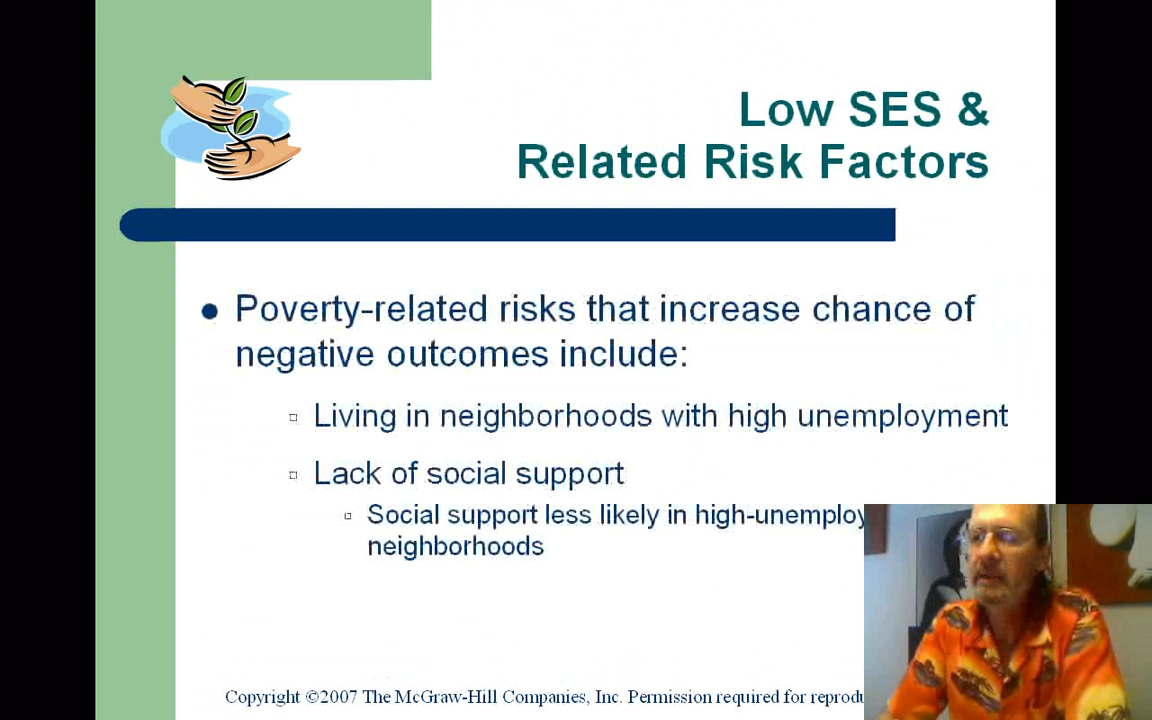 Low SES &
Related Risk Factors
Poverty-related risks that increase chance of
negative outcomes include:
Living in neighborhoods with high unemployment
Lack of social support
Social support less likely in high-unemploy
neighborhoods
Copyright ©2007 The McGraw-Hill Companies, Inc. Permission required for reprodu